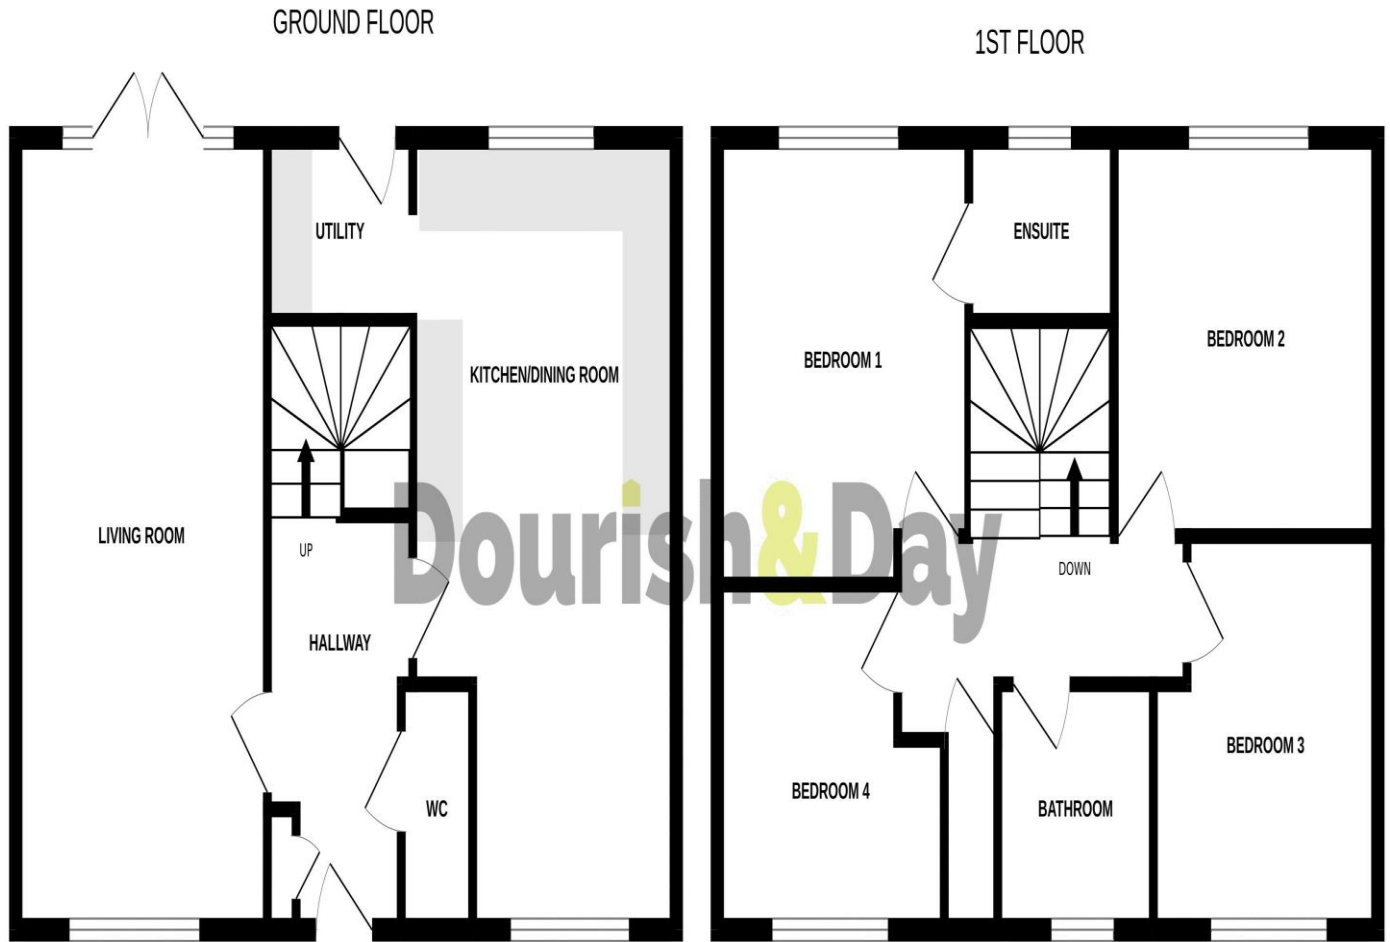 GROUND FLOOR
1ST FLOOR
UTILITY
ENSUITE
BEDROOM 2
BEDROOM 1
KITCHEN/DINING ROOM
LIVING ROOM
UP
Dourish&Day
DOWN
HALLWAY
BEDROOM 3
BEDROOM 4
WC
BATHROOM